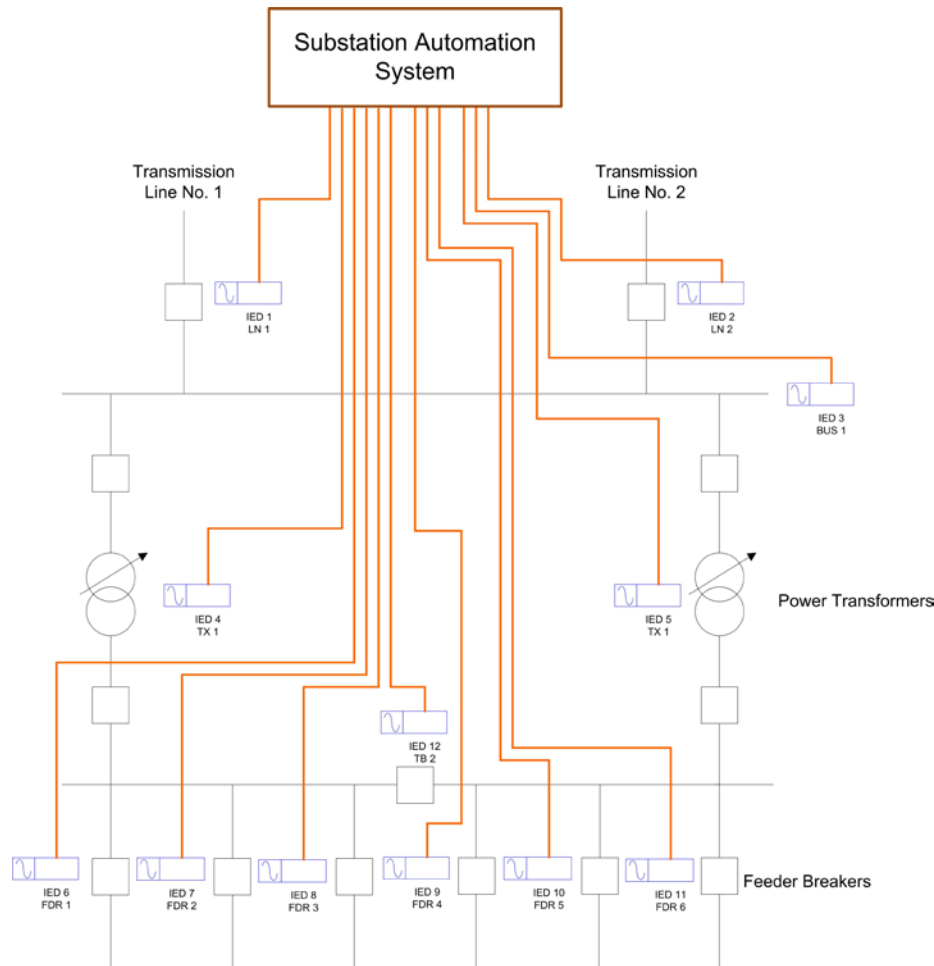 Substation Automation
System
Transmission
Line No. 1
Transmission
Line No. 2
IED 1
LN 1
IED 2
LN 2
IED 3
BUS 1
IED 4
TX 1
IED 5
TX 1
Power Transformers
IED 12
TB 2
IED 6
FDR 1
IED 7
FDR 2
IED 8
FDR 3
IED 9
FDR 4
IED 10
FDR 5
IED 11
FDR 6
Feeder Breakers